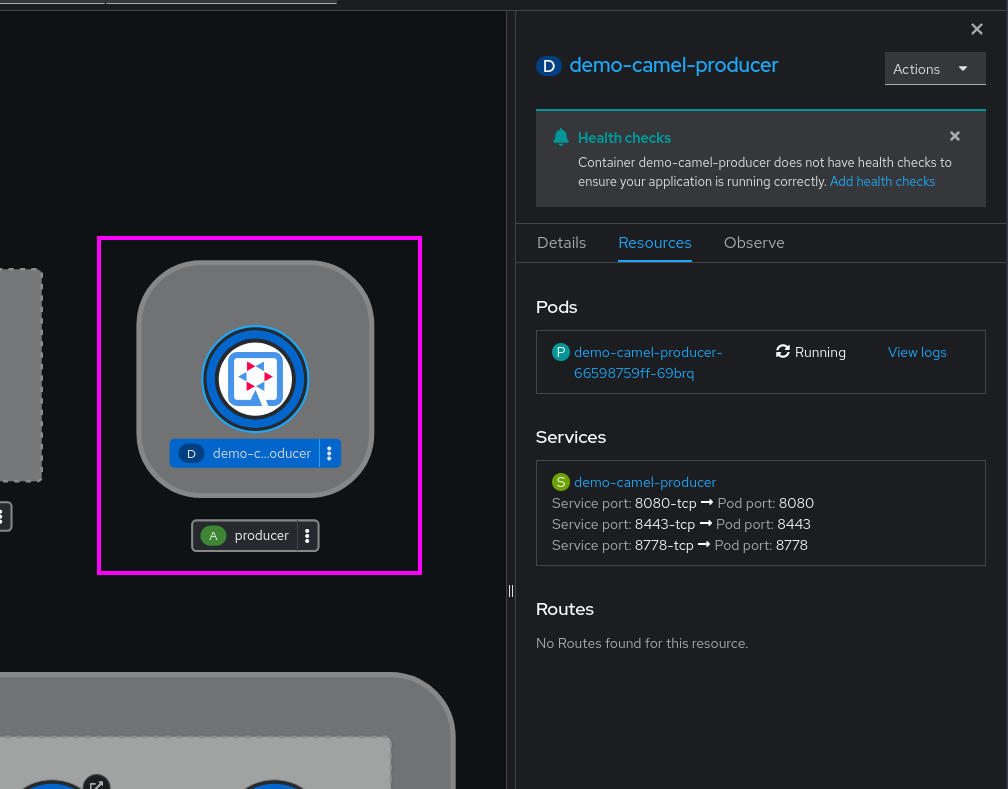 D demo-camel-producer
Actions
Health checks
Container demo-camel-producer does not have health checks to
ensure your application is running correctly. Add health checks
Details Resources Observe
Pods
P demo-camel-producer-
66598759ff-69brq
Running
View logs
Services
S demo-camel-producer
Service port: 8080-tcp → Pod port: 8080
Service port: 8443-tcp → Pod port: 8443
Service port: 8778-tcp → Pod port: 8778
Routes
No Routes found for this resource.
D demo-c...oducer
A producer